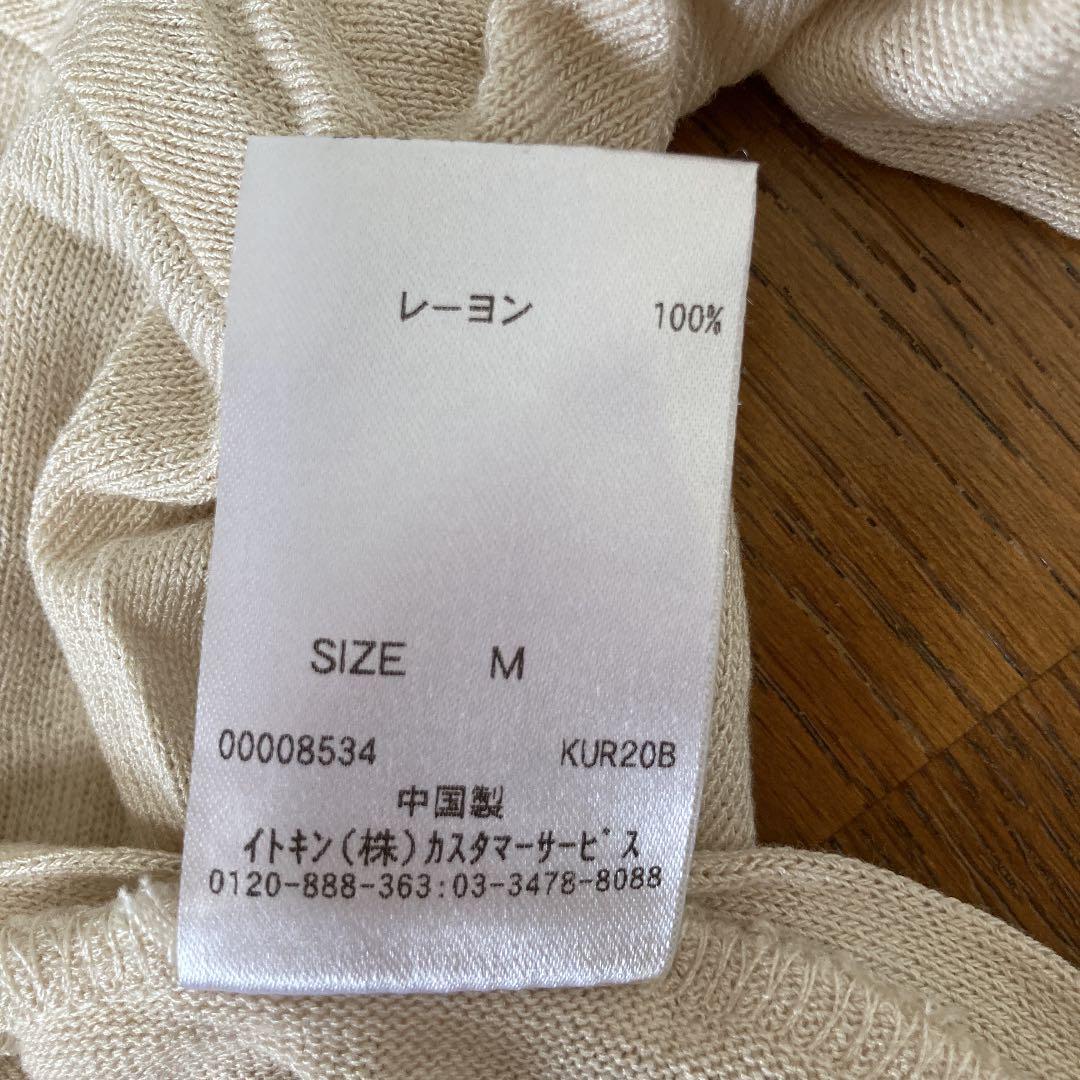 レーヨン 100%
SIZE M
00008534 KUR20B
中国製
イトキン(株)カスタマーサービス
0120-888-363:03-3478-8088